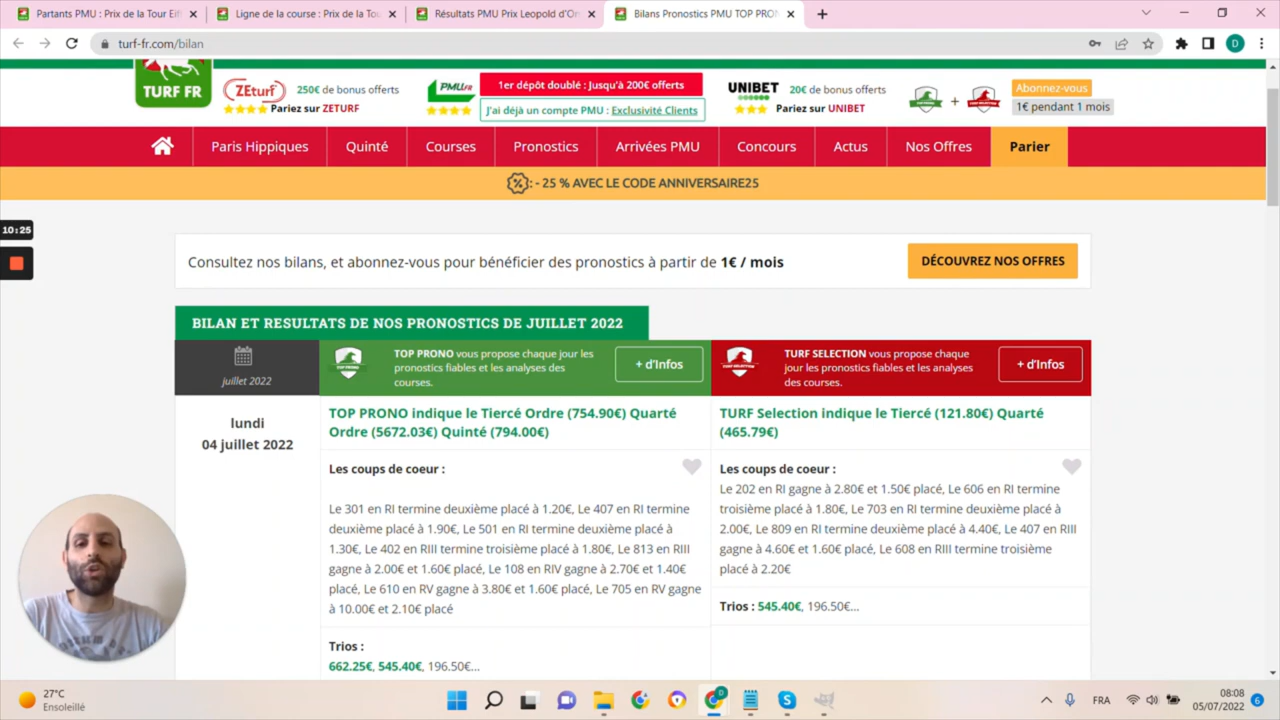 Partants PMU : Prix de la Tour Eiff
Ligne de la course : Prix de la Tou
Résultats PMU Prix Leopold d'Or
Bilans Pronostics PMU TOP PRON
turf-fr.com/bilan
D
TURF FR
ZEturf 250€ de bonus offerts
Pariez sur ZETURF
PMU.FR
1er dépôt doublé : Jusqu'à 200€ offerts
J'ai déjà un compte PMU : Exclusivité Clients
UNIBET 20€ de bonus offerts
Pariez sur UNIBET
+
Abonnez-vous
1€ pendant 1 mois
Paris Hippiques Quinté Courses Pronostics Arrivées PMU Concours Actus Nos Offres Parier
: - 25 % AVEC LE CODE ANNIVERSAIRE25
10:25
Consultez nos bilans, et abonnez-vous pour bénéficier des pronostics à partir de 1€ / mois
DÉCOUVREZ NOS OFFRES
BILAN ET RESULTATS DE NOS PRONOSTICS DE JUILLET 2022
juillet 2022
TOP PRONO vous propose chaque jour les
pronostics fiables et les analyses des
courses.
+ d'Infos
TURF SELECTION vous propose chaque
jour les pronostics fiables et les analyses
des courses.
+ d'Infos
lundi
04 juillet 2022
TOP PRONO indique le Tiercé Ordre (754.90€) Quarté
Ordre (5672.03€) Quinté (794.00€)
Les coups de coeur :
Le 301 en RI termine deuxième placé à 1.20€, Le 407 en RI termine
deuxième placé à 1.90€, Le 501 en RI termine deuxième placé à
1.30€, Le 402 en RIII termine troisième placé à 1.80€, Le 813 en RIII
gagne à 2.00€ et 1.60€ placé, Le 108 en RIV gagne à 2.70€ et 1.40€
placé, Le 610 en RV gagne à 3.80€ et 1.60€ placé, Le 705 en RV gagne
à 10.00€ et 2.10€ placé
Trios :
662.25€, 545.40€, 196.50€...
TURF Selection indique le Tiercé (121.80€) Quarté
(465.79€)
Les coups de coeur :
Le 202 en RI gagne à 2.80€ et 1.50€ placé, Le 606 en RI termine
troisième placé à 1.80€, Le 703 en RI termine deuxième placé à
2.00€, Le 809 en RI termine deuxième placé à 4.40€, Le 407 en RIII
gagne à 4.60€ et 1.60€ placé, Le 608 en RIII termine troisième
placé à 2.20€
Trios : 545.40€, 196.50€...
27°C
Ensoleillé
FRA
08:08
05/07/2022
6